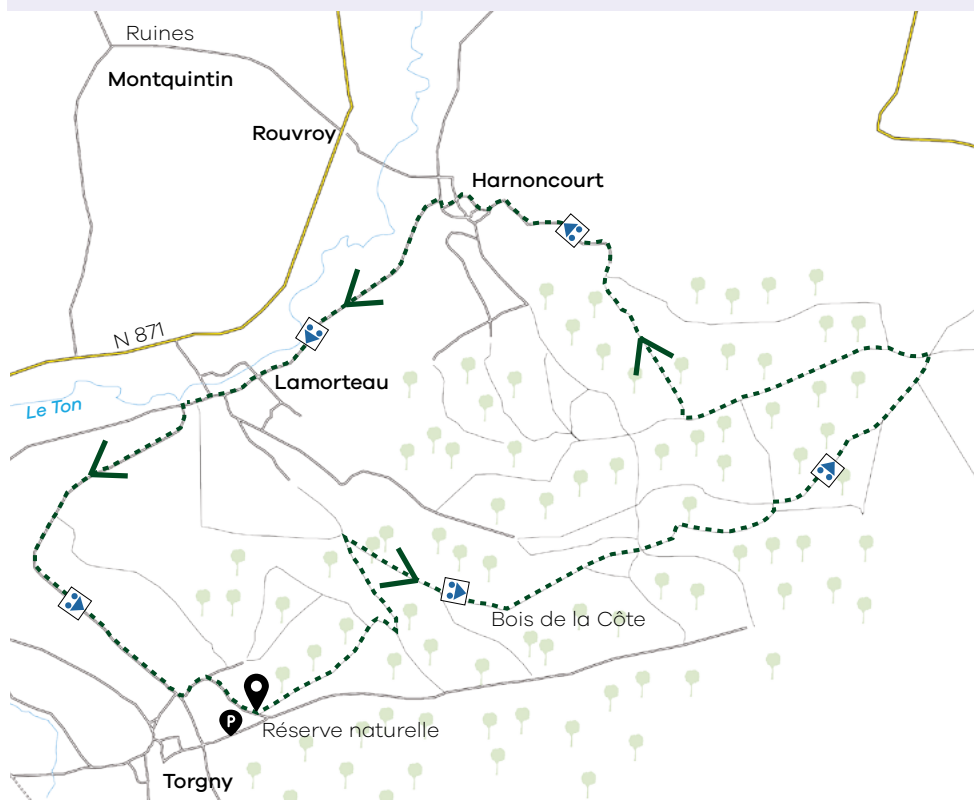 Ruines
Montquintin
Rouvroy
Harnoncourt
N 871
Lamorteau
Le Ton
Bois de la Côte
Réserve naturelle
P
Torgny